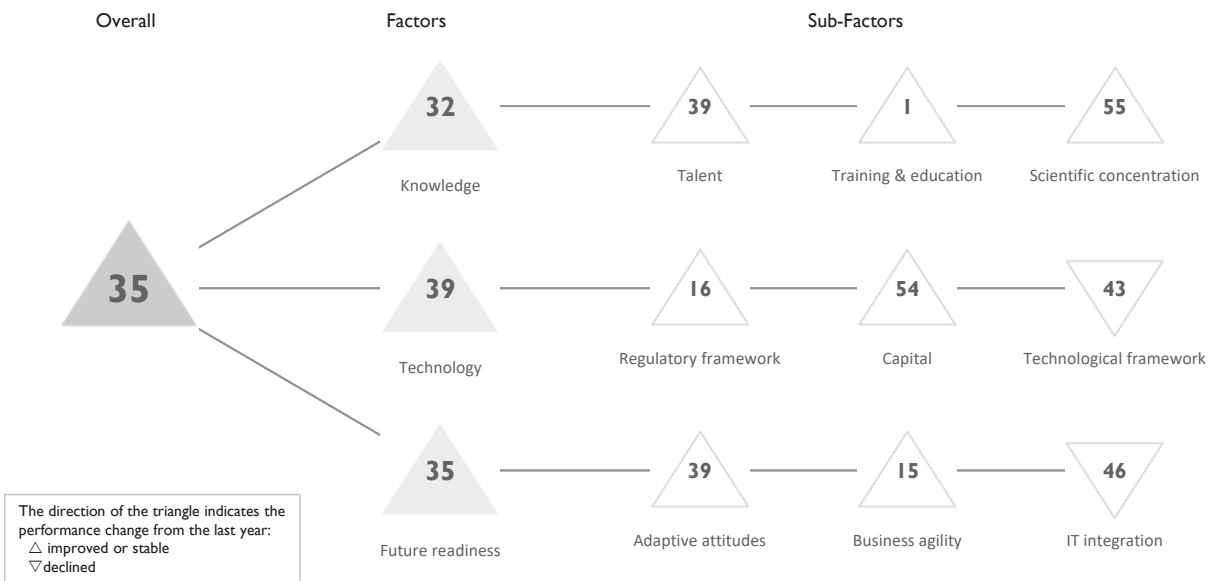 Overall
Factors
Sub-Factors
32
39
1
55
Knowledge
Talent
Training & education
Scientific concentration
35
39
16
54
43
Technology
Regulatory framework
Capital
Technological framework
35
39
15
46
Future readiness
Adaptive attitudes
Business agility
IT integration
The direction of the triangle indicates the
performance change from the last year:
△ improved or stable
▽ declined